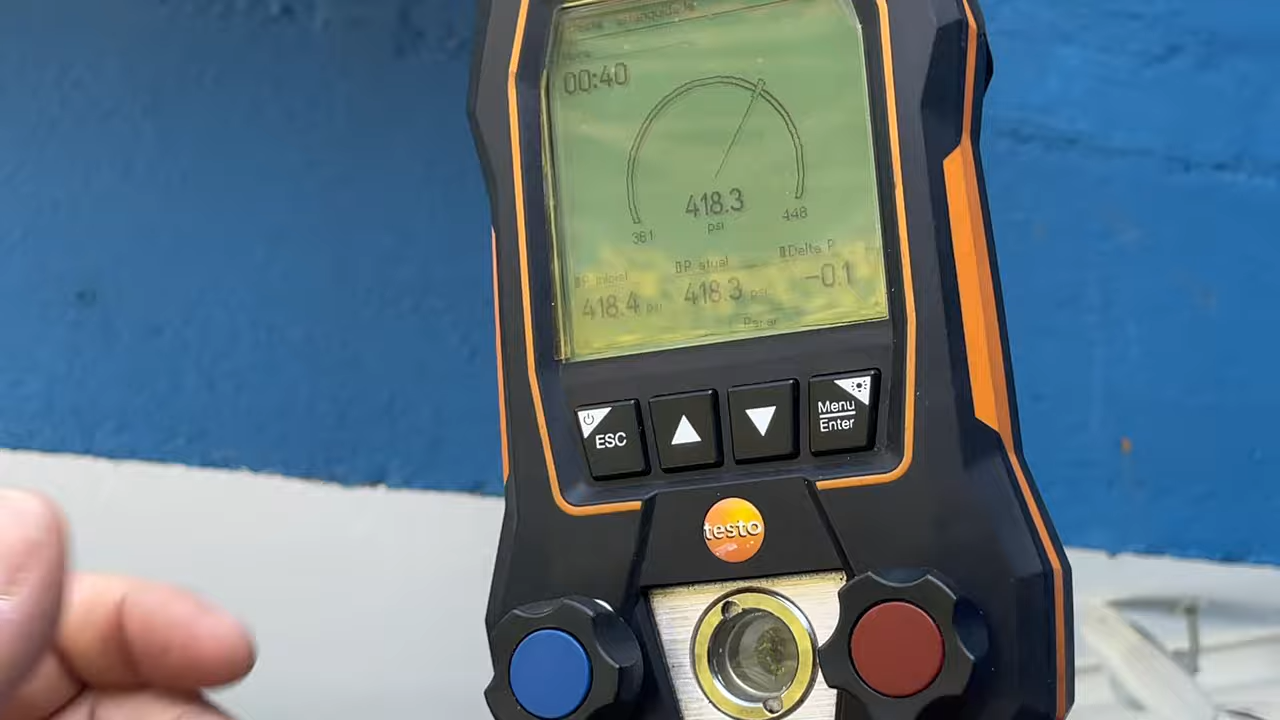 00:40
418.3
psi
381
448
P. inicial
P. atual
Delta P
418.4 psi
418.3 psi
-0.1
Parar
ESC
Menu
Enter
testo